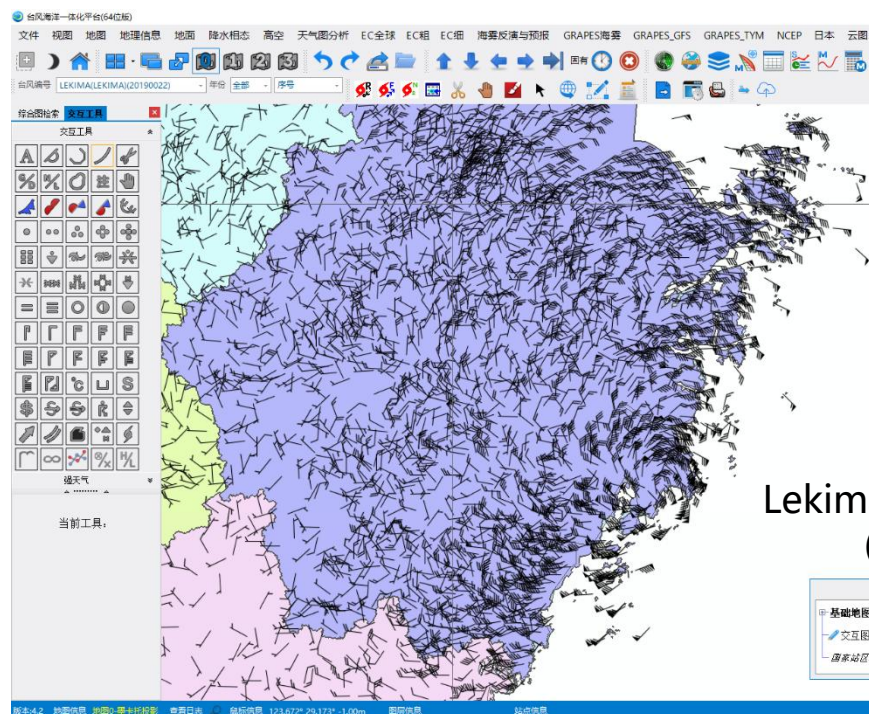 台风海洋一体化平台(64位版)
文件 视图 地图 地理信息 地面 降水相态 高空 天气图分析 EC全球 EC粗 EC细 海雾反演与预报 GRAPES海雾 GRAPES_GFS GRAPES_TYM NCEP 日本 云图
固有
台风编号 LEKIMA(LEKIMA)(20190022) 年份 全部 序号
综合图检索 交互工具
交互工具
强天气
当前工具:
Lekim
(
基础地图
交互图
国家站区
版本:4.2 地图信息 地图0-墨卡托投影 查看日志 鼠标信息 123.672° 29.173° -1.00m 图层信息 站点信息